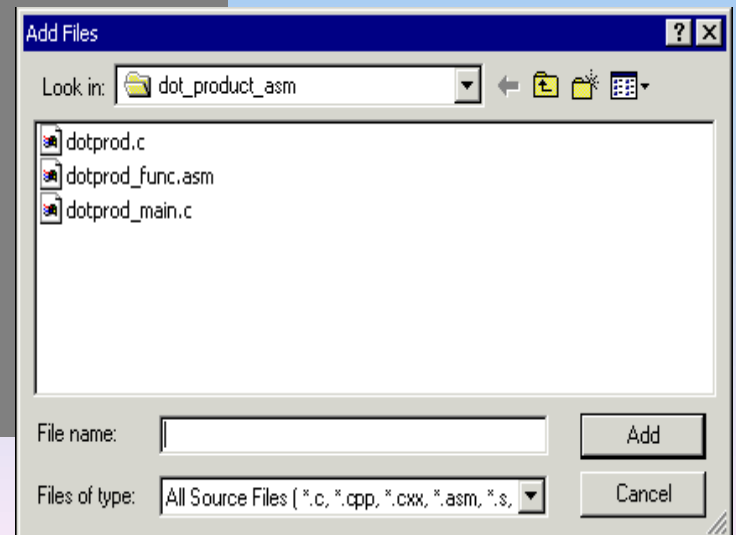 Add Files
Look in: dot_product_asm
dotprod.c
dotprod_func.asm
dotprod_main.c
File name: Add
Files of type: All Source Files ( *.c, *.cpp, *.cxx, *.asm, *.s, Cancel